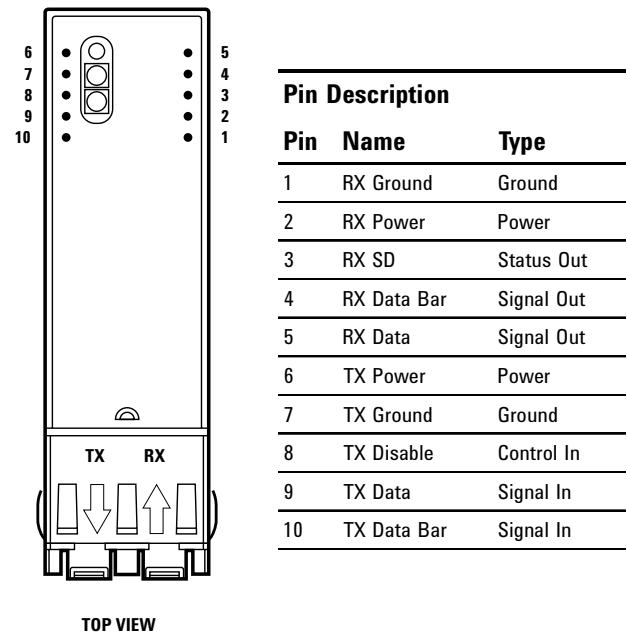 6 5
7 4
8 3
9 2
10 1
TX RX
TOP VIEW
Pin Description
Pin Name Type
1 RX Ground Ground
2 RX Power Power
3 RX SD Status Out
4 RX Data Bar Signal Out
5 RX Data Signal Out
6 TX Power Power
7 TX Ground Ground
8 TX Disable Control In
9 TX Data Signal In
10 TX Data Bar Signal In